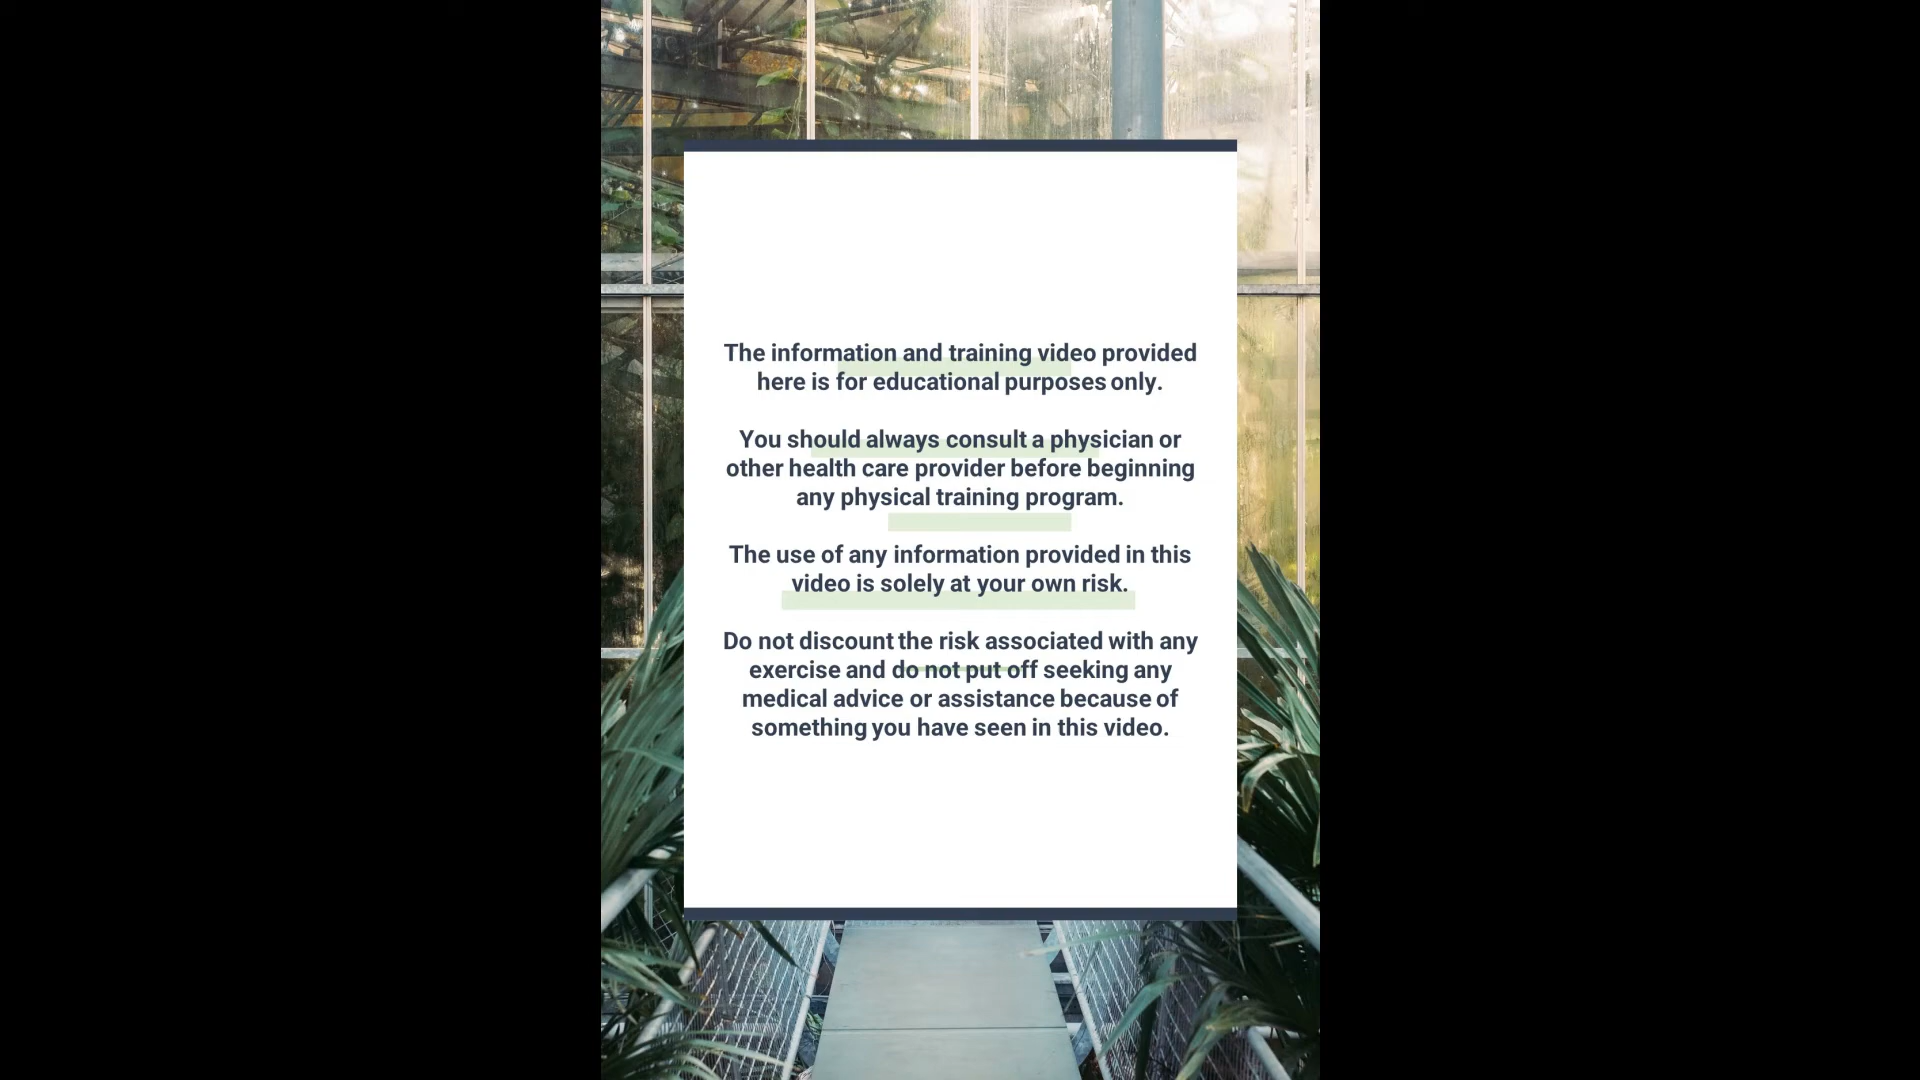 The information and training video provided
here is for educational purposes only.
You should always consult a physician or
other health care provider before beginning
any physical training program.
The use of any information provided in this
video is solely at your own risk.
Do not discount the risk associated with any
exercise and do not put off seeking any
medical advice or assistance because of
something you have seen in this video.